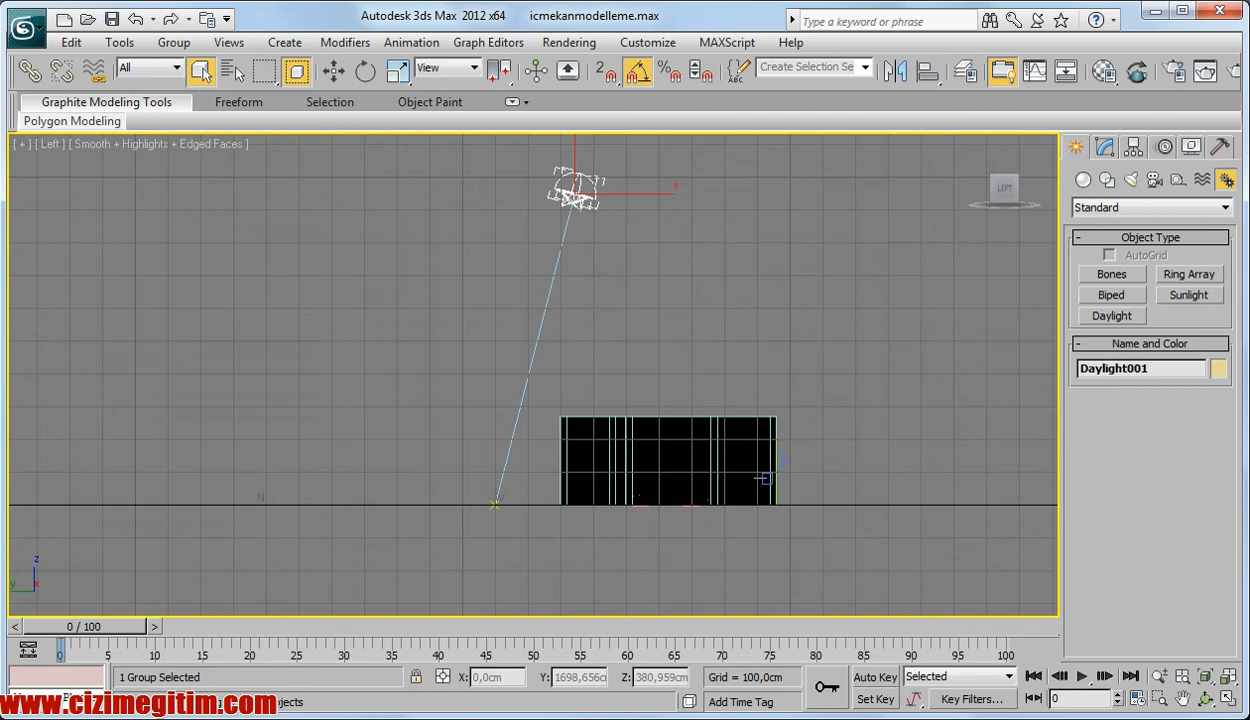 Autodesk 3ds Max 2012 x64 icmekanmodelleme.max
Type a keyword or phrase
Edit Tools Group Views Create Modifiers Animation Graph Editors Rendering Customize MAXScript Help
All View 2 ABC Create Selection Se
Graphite Modeling Tools Freeform Selection Object Paint
Polygon Modeling
[ + ] [ Left ] [ Smooth + Highlights + Edged Faces ]
x
LEFT
Standard
- Object Type
AutoGrid
Bones Ring Array
Biped Sunlight
Daylight
- Name and Color
Daylight001
N
z
y x
< 0 / 100 >
0 5 10 15 20 25 30 35 40 45 50 55 60 65 70 75 80 85 90 95 100
1 Group Selected X: 0,0cm Y: 1698,656cm Z: 380,959cm Grid = 100,0cm Auto Key Selected
www.cizimegitim.com bjects Add Time Tag Set Key Key Filters... 0